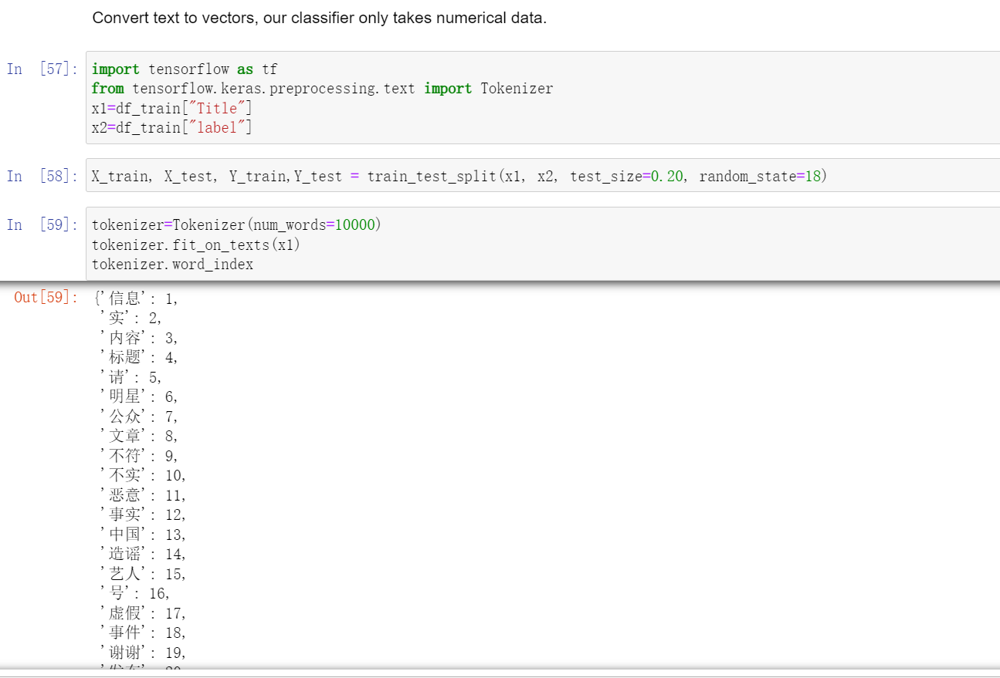 Convert text to vectors, our classifier only takes numerical data.
In [57]: import tensorflow as tf
from tensorflow.keras.preprocessing.text import Tokenizer
x1=df_train["Title"]
x2=df_train["label"]
In [58]: X_train, X_test, Y_train,Y_test = train_test_split(x1, x2, test_size=0.20, random_state=18)
In [59]: tokenizer=Tokenizer(num_words=10000)
tokenizer.fit_on_texts(x1)
tokenizer.word_index
Out[59]: {'信息': 1,
'实': 2,
'内容': 3,
'标题': 4,
'请': 5,
'明星': 6,
'公众': 7,
'文章': 8,
'不符': 9,
'不实': 10,
'恶意': 11,
'事实': 12,
'中国': 13,
'造谣': 14,
'艺人': 15,
'号': 16,
'虚假': 17,
'事件': 18,
'谢谢': 19,